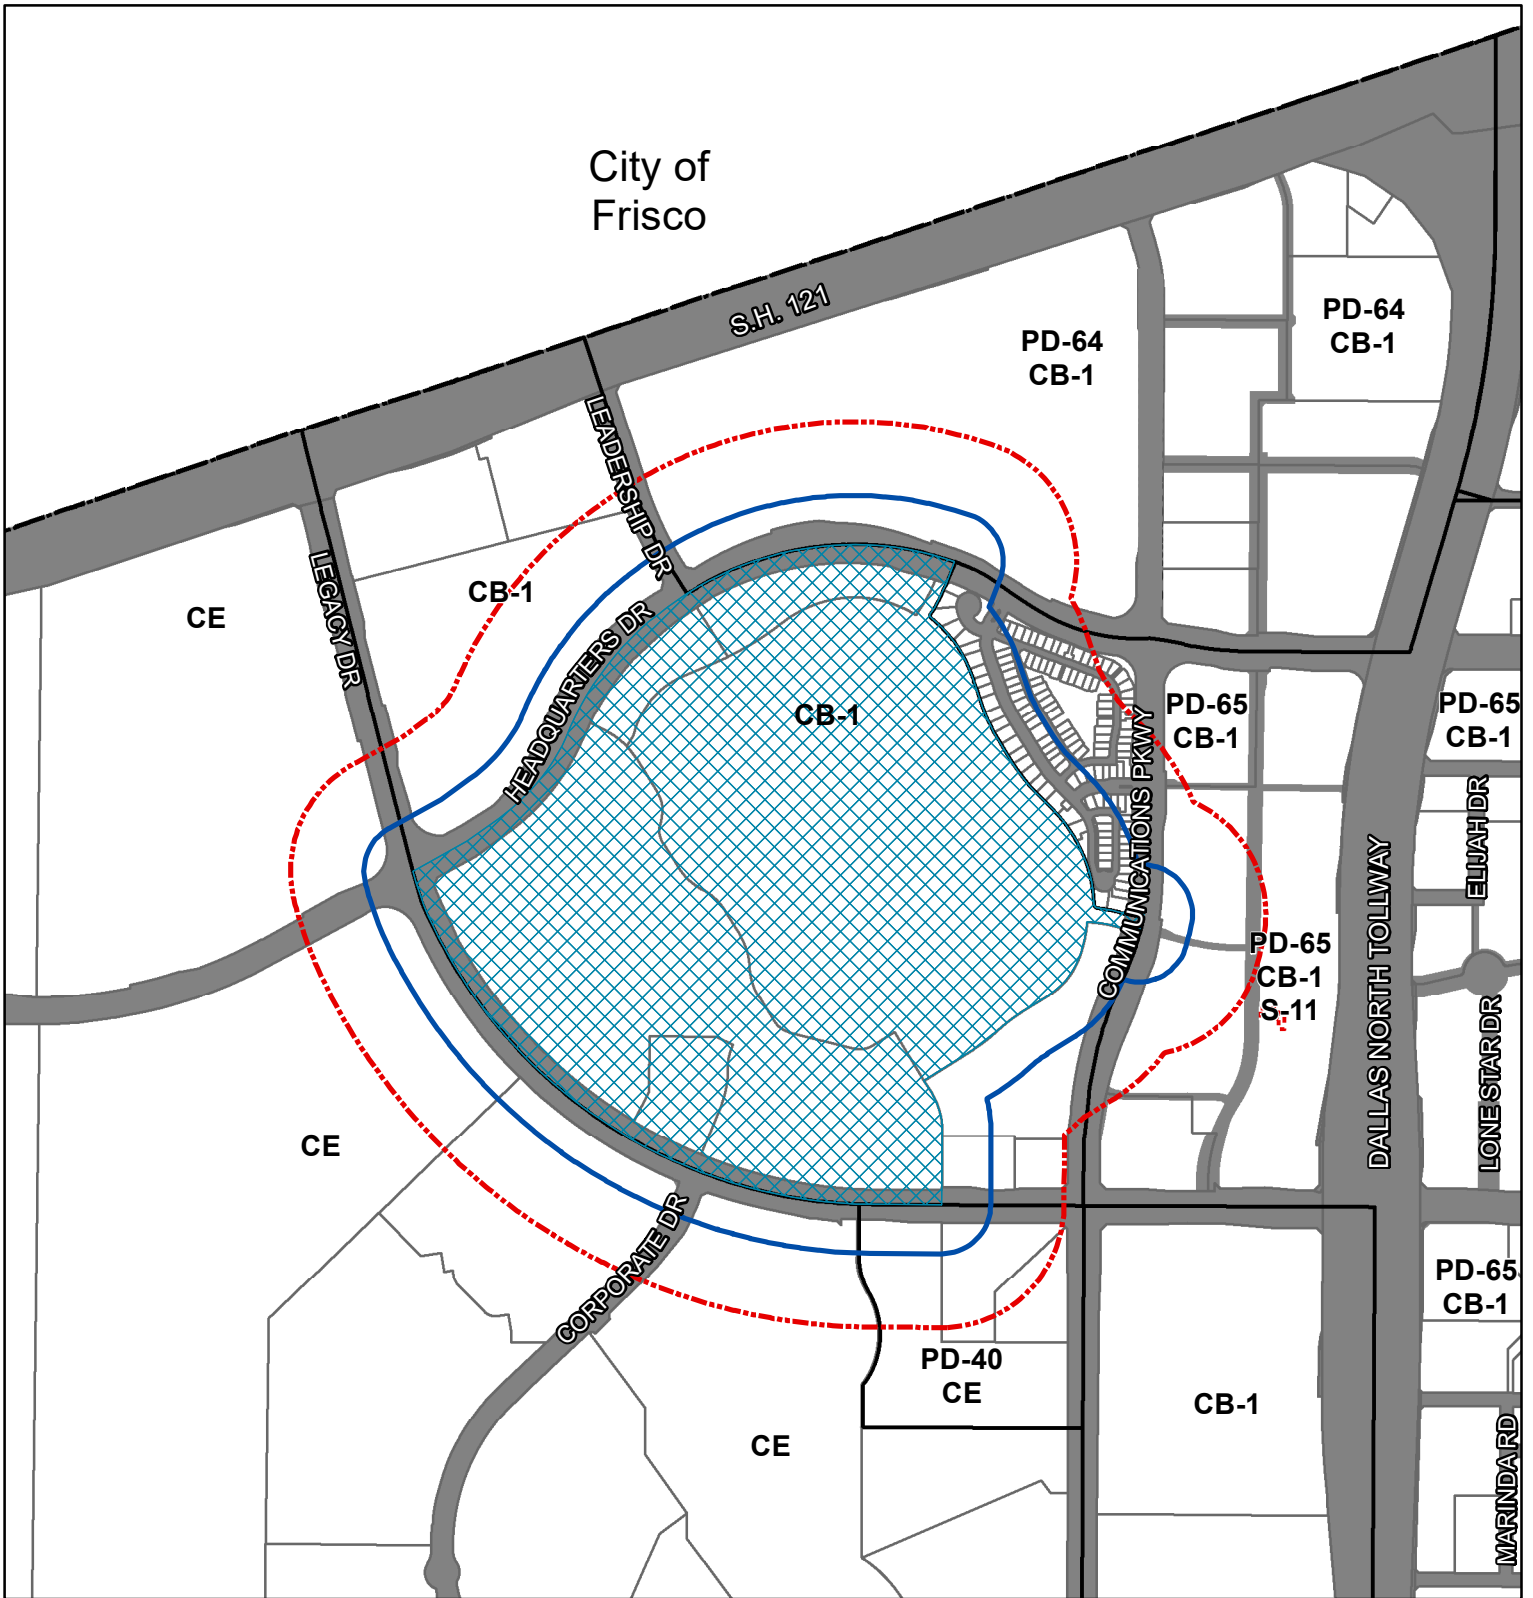 City of
Frisco
S.H. 121
PD-64
CB-1
PD-64
CB-1
LEADERSHIP DR
LEGACY DR
CE
CB-1
HEADQUARTERS DR
CB-1
COMMUNICATIONS PKWY
PD-65
CB-1
PD-65
CB-1
ELIJAH DR
DALLAS NORTH TOLLWAY
PD-65
CB-1
S-11
LONE STAR DR
CE
CORPORATE DR
PD-65
CB-1
PD-40
CE
CB-1
CE
MARINDA RD